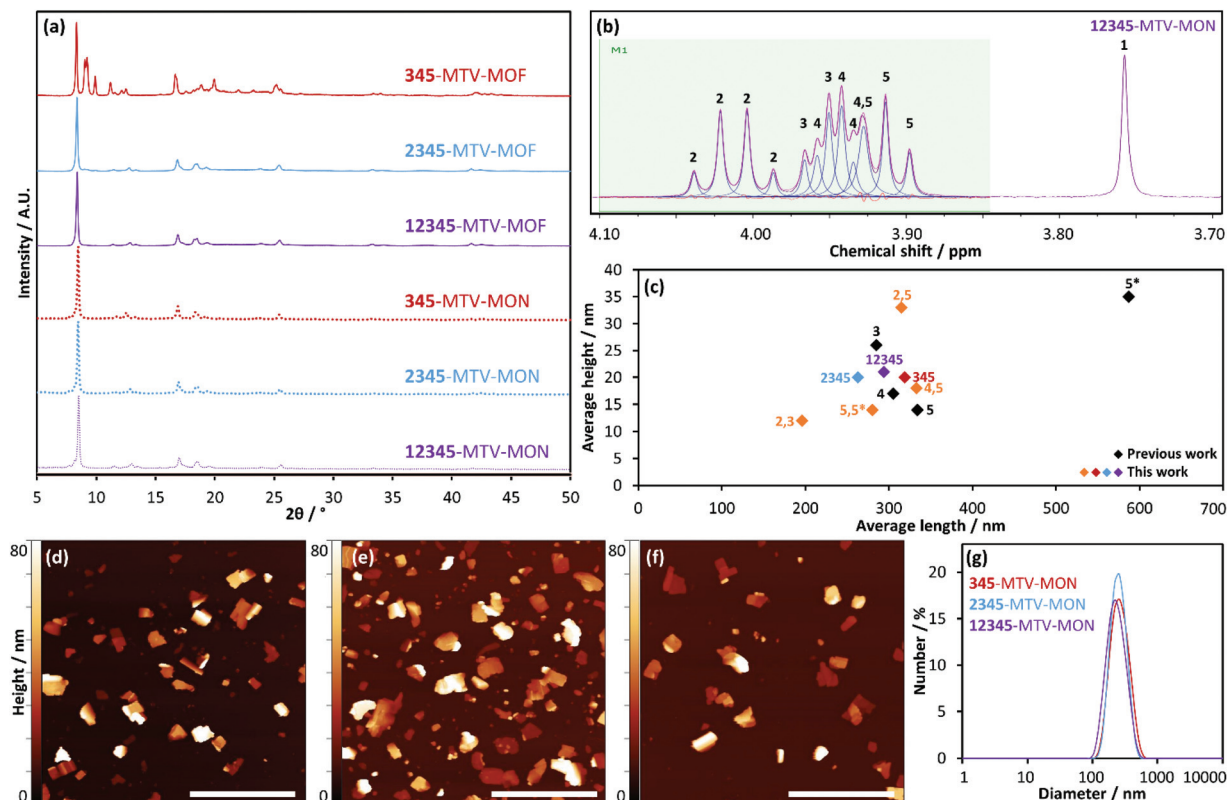 (a)
345-MTV-MOF
2345-MTV-MOF
12345-MTV-MOF
345-MTV-MON
2345-MTV-MON
12345-MTV-MON
Intensity / A.U.
5 10 15 20 25 30 35 40 45 50
2θ / °
(b)
12345-MTV-MON
M1
2 2 2 2 3 4 3 4 4 4,5 5 5 1
4.10 4.00 3.90 3.80 3.70
Chemical shift / ppm
(c)
Average height / nm
40
35
30
25
20
15
10
5
0
5*
2,5
3
12345
2345
345
4,5
4
5,5*
5
2,3
Previous work
This work
0 100 200 300 400 500 600 700
Average length / nm
80 (d)
Height / nm
0
80 (e)
0
80 (f)
0
(g)
345-MTV-MON
2345-MTV-MON
12345-MTV-MON
Number / %
20
15
10
5
0
1 10 100 1000 10000
Diameter / nm